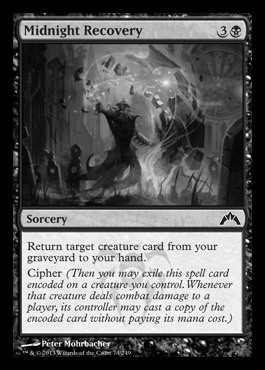 Midnight Recovery 3
Sorcery
Return target creature card from your
graveyard to your hand.
Cipher (Then you may exile this spell card
encoded on a creature you control. Whenever
that creature deals combat damage to a
player, its controller may cast a copy of the
encoded card without paying its mana cost.)
Peter Mohrbacher
™ & © 2013 Wizards of the Coast 73/249